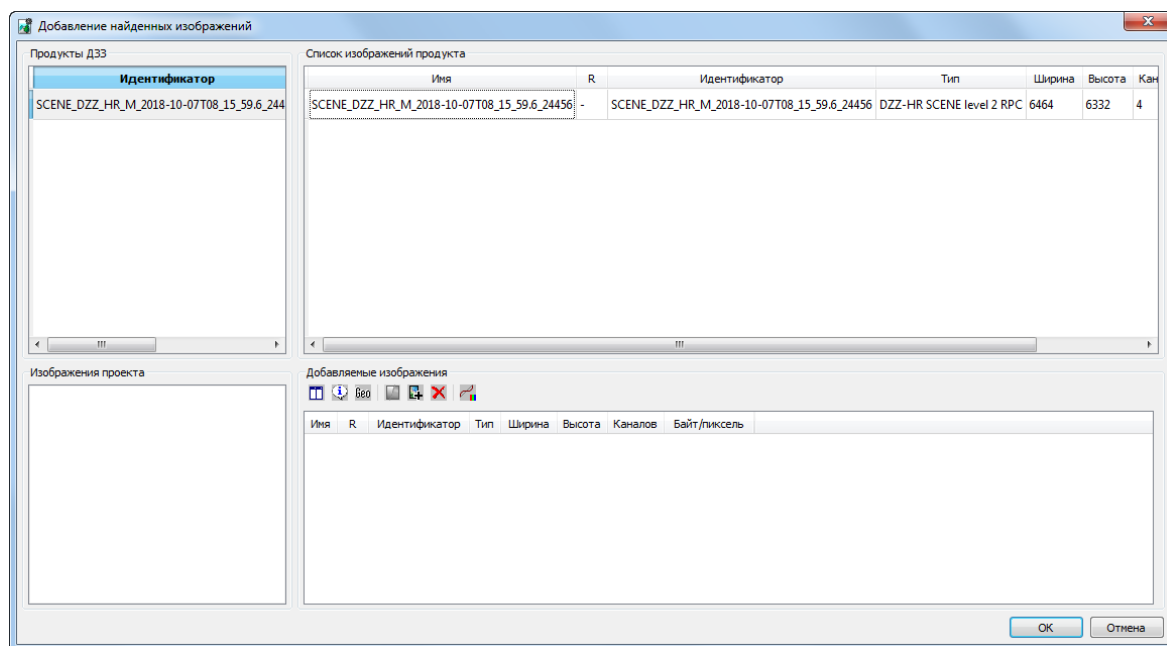 Добавление найденных изображений
Продукты ДЗЗ
Список изображений продукта
Идентификатор
Имя R Идентификатор Тип Ширина Высота Кан
SCENE_DZZ_HR_M_2018-10-07T08_15_59.6_244
SCENE_DZZ_HR_M_2018-10-07T08_15_59.6_24456 - SCENE_DZZ_HR_M_2018-10-07T08_15_59.6_24456 DZZ-HR SCENE level 2 RPC 6464 6332 4
Изображения проекта
Добавляемые изображения
Geo
Имя R Идентификатор Тип Ширина Высота Каналов Байт/пиксель
OK Отмена